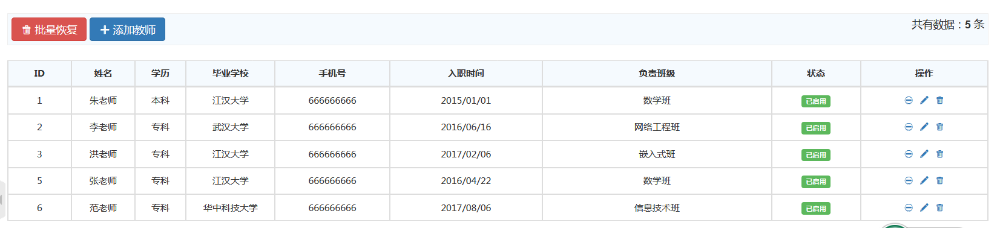 批量恢复 添加教师 共有数据：5 条
ID 姓名 学历 毕业学校 手机号 入职时间 负责班级 状态 操作
1 朱老师 本科 江汉大学 666666666 2015/01/01 数学班 已启用
2 李老师 专科 武汉大学 666666666 2016/06/16 网络工程班 已启用
3 洪老师 专科 江汉大学 666666666 2017/02/06 嵌入式班 已启用
5 张老师 专科 江汉大学 666666666 2016/04/22 数学班 已启用
6 范老师 专科 华中科技大学 666666666 2017/08/06 信息技术班 已启用